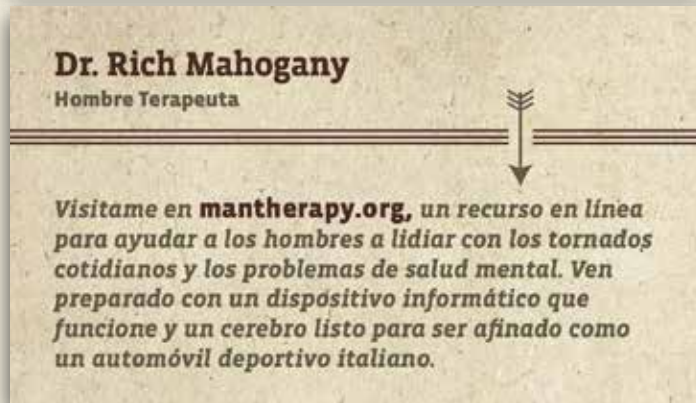 Dr. Rich Mahogany
Hombre Terapeuta
Visítame en mantherapy.org, un recurso en línea
para ayudar a los hombres a lidiar con los tornados
cotidianos y los problemas de salud mental. Ven
preparado con un dispositivo informático que
funcione y un cerebro listo para ser afinado como
un automóvil deportivo italiano.